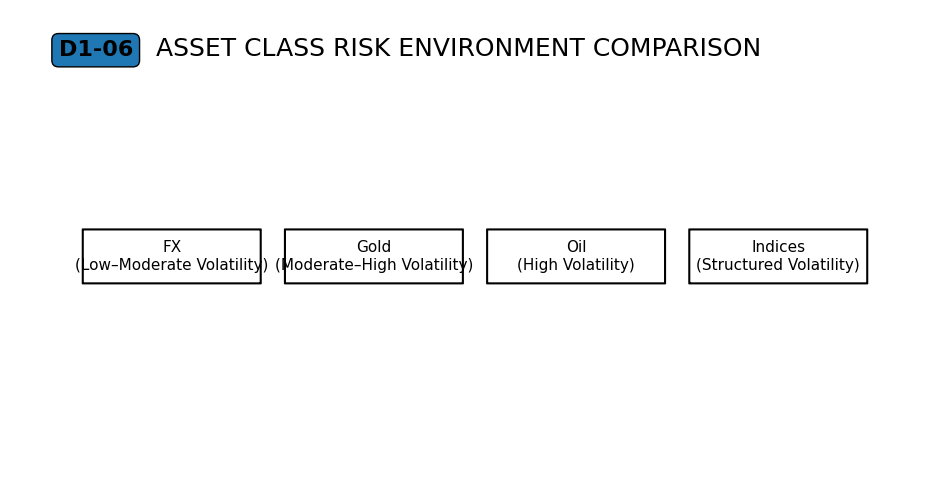 D1-06 ASSET CLASS RISK ENVIRONMENT COMPARISON
FX
(Low–Moderate Volatility)
Gold
(Moderate–High Volatility)
Oil
(High Volatility)
Indices
(Structured Volatility)